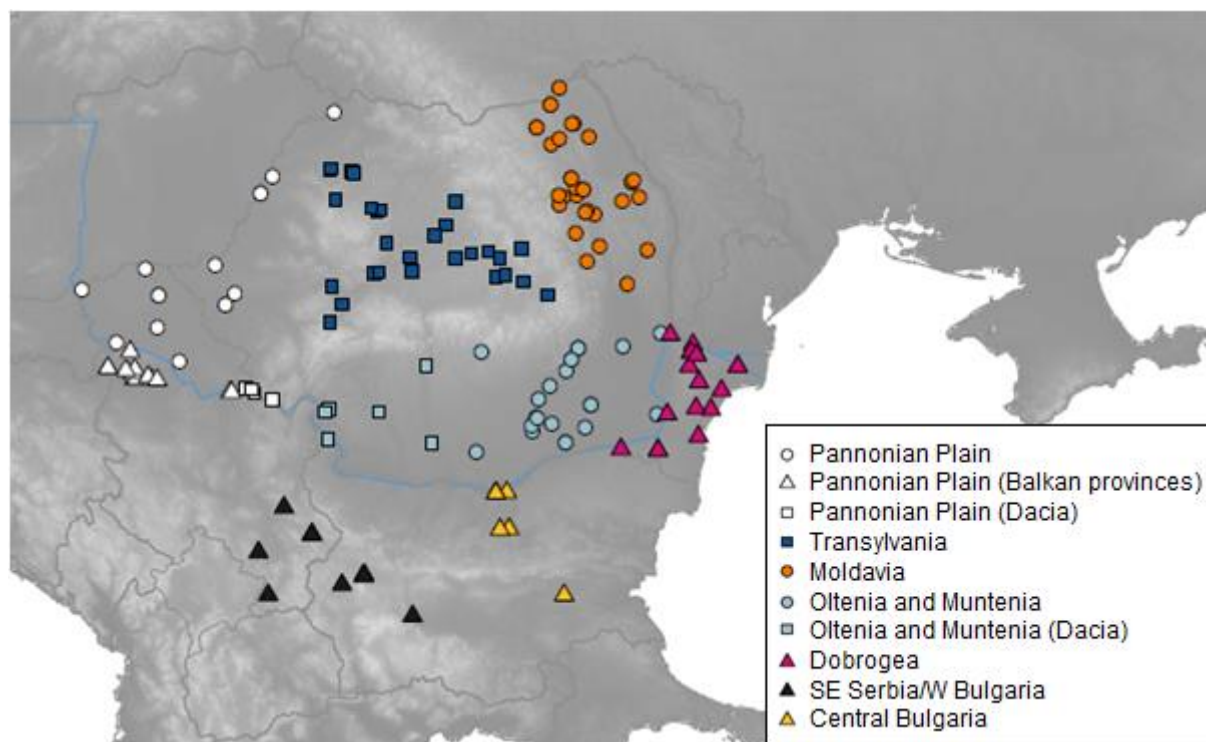 Pannonian Plain
Pannonian Plain (Balkan provinces)
Pannonian Plain (Dacia)
Transylvania
Moldavia
Oltenia and Muntenia
Oltenia and Muntenia (Dacia)
Dobrogea
SE Serbia/W Bulgaria
Central Bulgaria